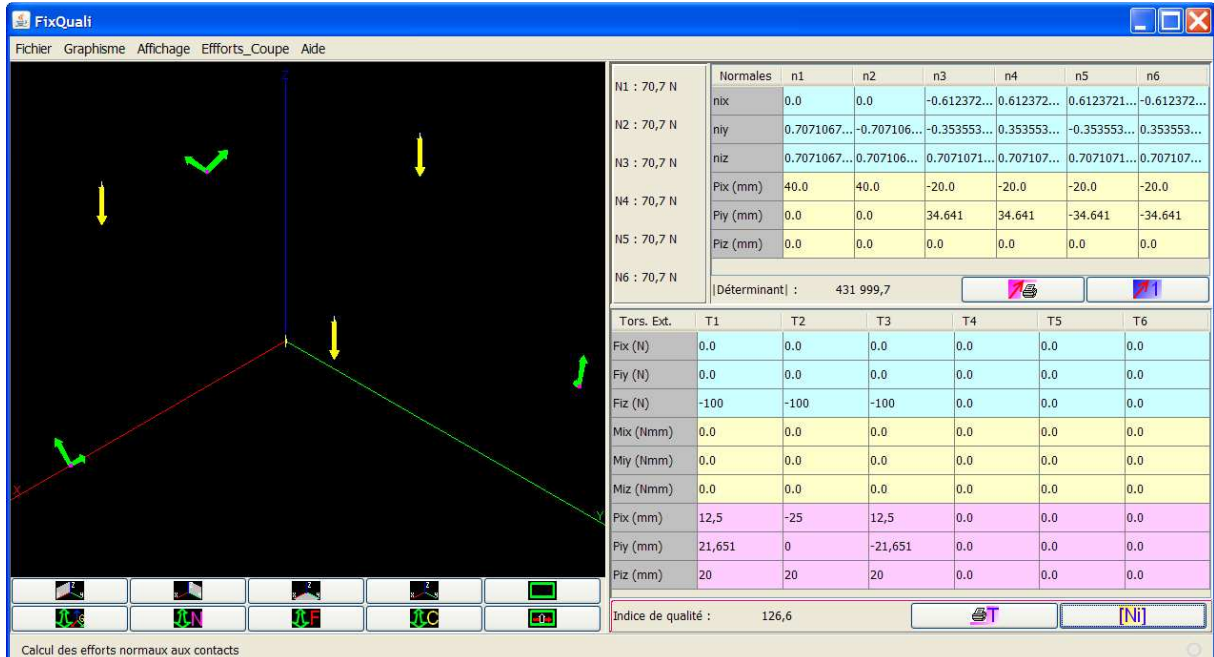 FixQuali
Fichier Graphisme Affichage Effforts_Coupe Aide
Z
X
Y
N1 : 70,7 N
N2 : 70,7 N
N3 : 70,7 N
N4 : 70,7 N
N5 : 70,7 N
N6 : 70,7 N
Normales n1 n2 n3 n4 n5 n6
nix 0.0 0.0 -0.612372... 0.612372... 0.6123721... -0.612372...
niy 0.7071067... -0.707106... -0.353553... 0.353553... -0.353553... 0.353553...
niz 0.7071067... 0.707106... 0.7071071... 0.707107... 0.7071071... 0.707107...
Pix (mm) 40.0 40.0 -20.0 -20.0 -20.0 -20.0
Piy (mm) 0.0 0.0 34.641 34.641 -34.641 -34.641
Piz (mm) 0.0 0.0 0.0 0.0 0.0 0.0
|Déterminant| : 431 999,7
1
Tors. Ext. T1 T2 T3 T4 T5 T6
Fix (N) 0.0 0.0 0.0 0.0 0.0 0.0
Fiy (N) 0.0 0.0 0.0 0.0 0.0 0.0
Fiz (N) -100 -100 -100 0.0 0.0 0.0
Mix (Nmm) 0.0 0.0 0.0 0.0 0.0 0.0
Miy (Nmm) 0.0 0.0 0.0 0.0 0.0 0.0
Miz (Nmm) 0.0 0.0 0.0 0.0 0.0 0.0
Pix (mm) 12,5 -25 12,5 0.0 0.0 0.0
Piy (mm) 21,651 0 -21,651 0.0 0.0 0.0
Piz (mm) 20 20 20 0.0 0.0 0.0
Indice de qualité : 126,6
T
[Ni]
Z Z Z Z
G N F C
Calcul des efforts normaux aux contacts